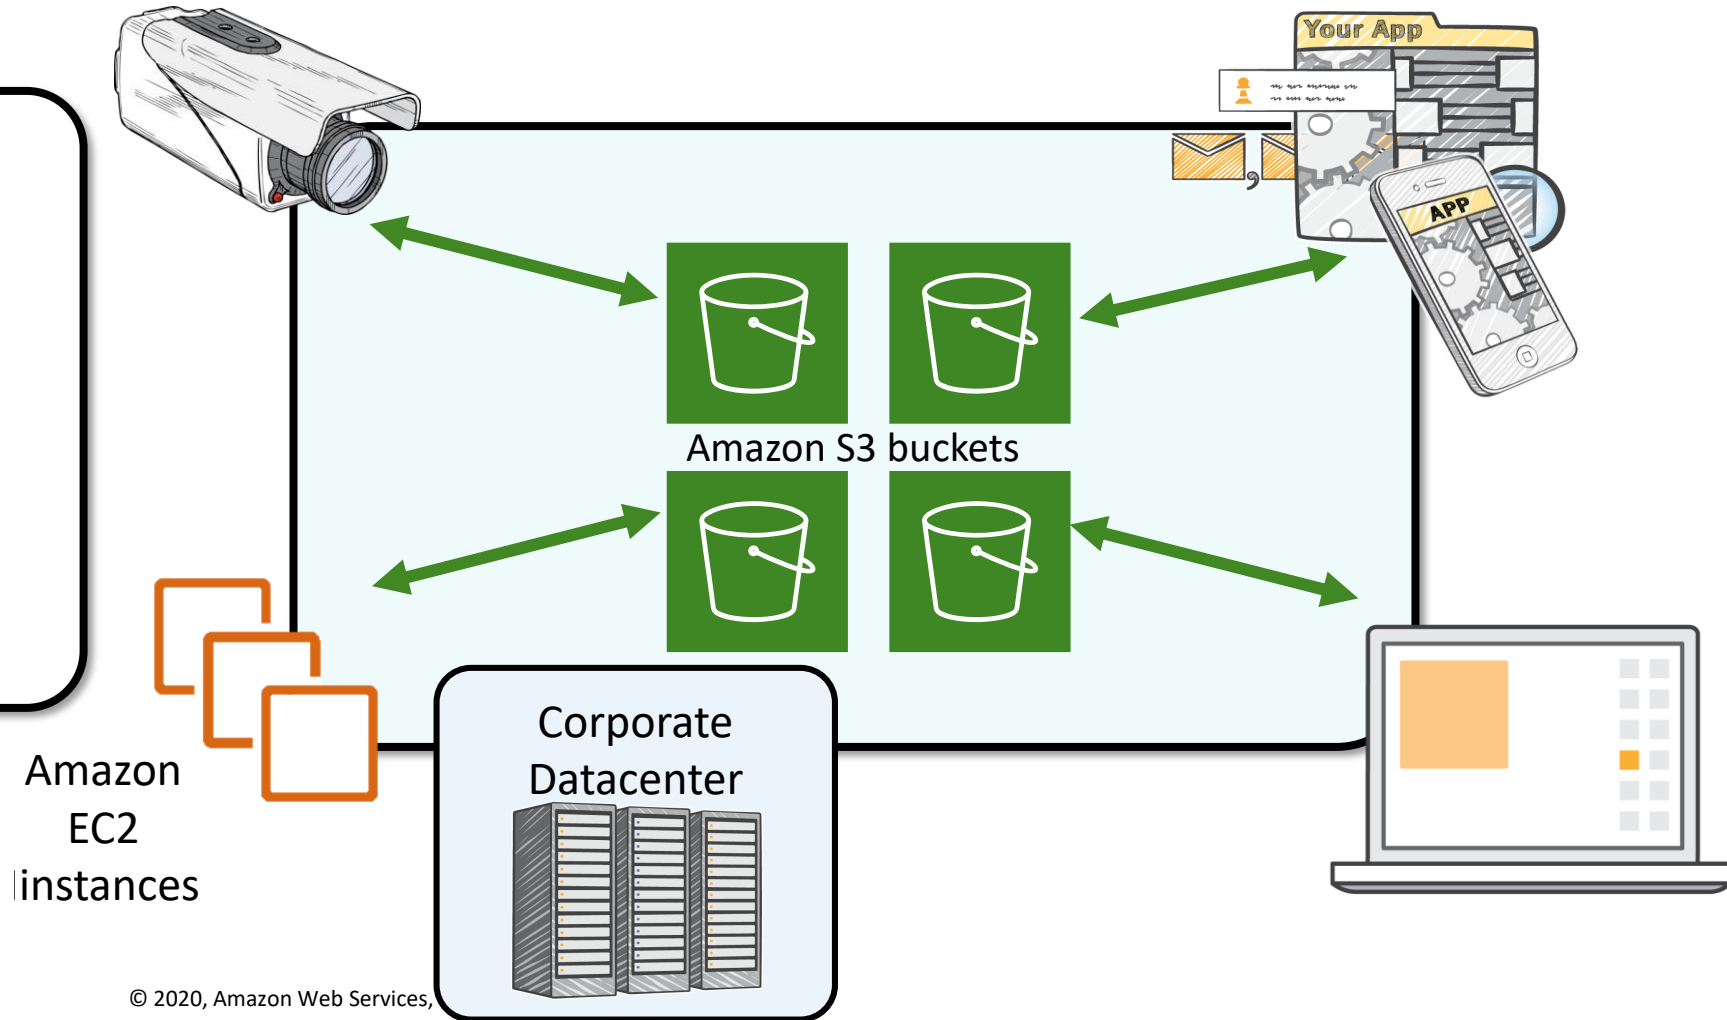 Your App
APP
Amazon S3 buckets
Corporate
Datacenter
Amazon
EC2
instances
© 2020, Amazon Web Services,